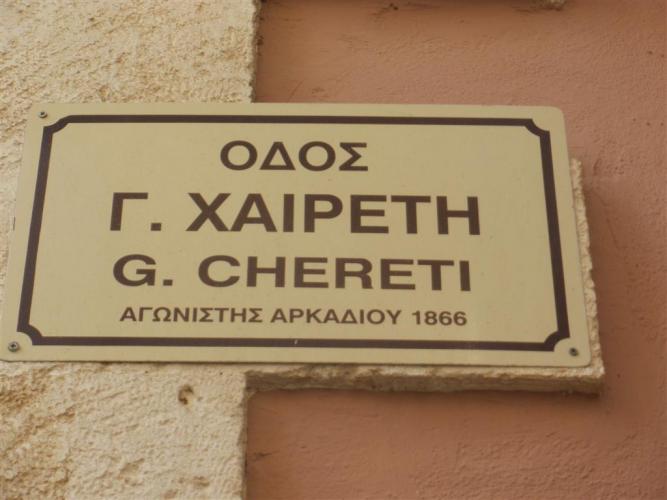 ΟΔΟΣ
Γ. ΧΑΙΡΕΤΗ
G. CHERETI
ΑΓΩΝΙΣΤΗΣ ΑΡΚΑΔΙΟΥ 1866